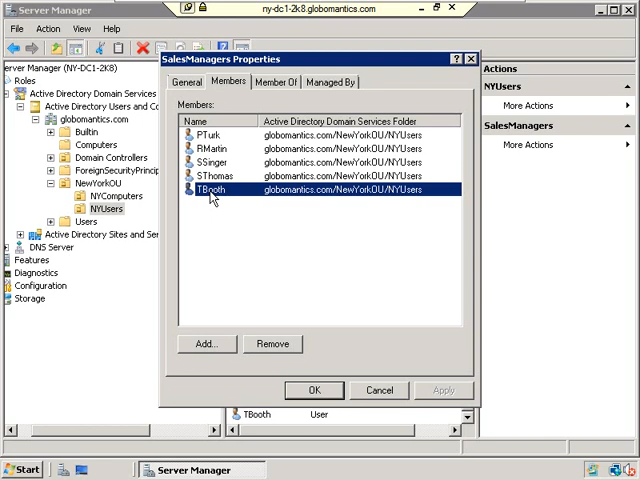 Server Manager
ny-dc1-2k8.globomantics.com
File Action View Help
erver Manager (NY-DC1-2K8)
Roles
Active Directory Domain Services
Active Directory Users and Co
globomantics.com
Builtin
Computers
Domain Controllers
ForeignSecurityPrincip
NewYorkOU
NYComputers
NYUsers
Users
Active Directory Sites and Ser
DNS Server
Features
Diagnostics
Configuration
Storage
SalesManagers Properties
General Members Member Of Managed By
Members:
Name Active Directory Domain Services Folder
PTurk globomantics.com/NewYorkOU/NYUsers
RMartin globomantics.com/NewYorkOU/NYUsers
SSinger globomantics.com/NewYorkOU/NYUsers
SThomas globomantics.com/NewYorkOU/NYUsers
TBooth globomantics.com/NewYorkOU/NYUsers
Add... Remove
OK Cancel Apply
TBooth User
Actions
NYUsers
More Actions
SalesManagers
More Actions
Start Server Manager